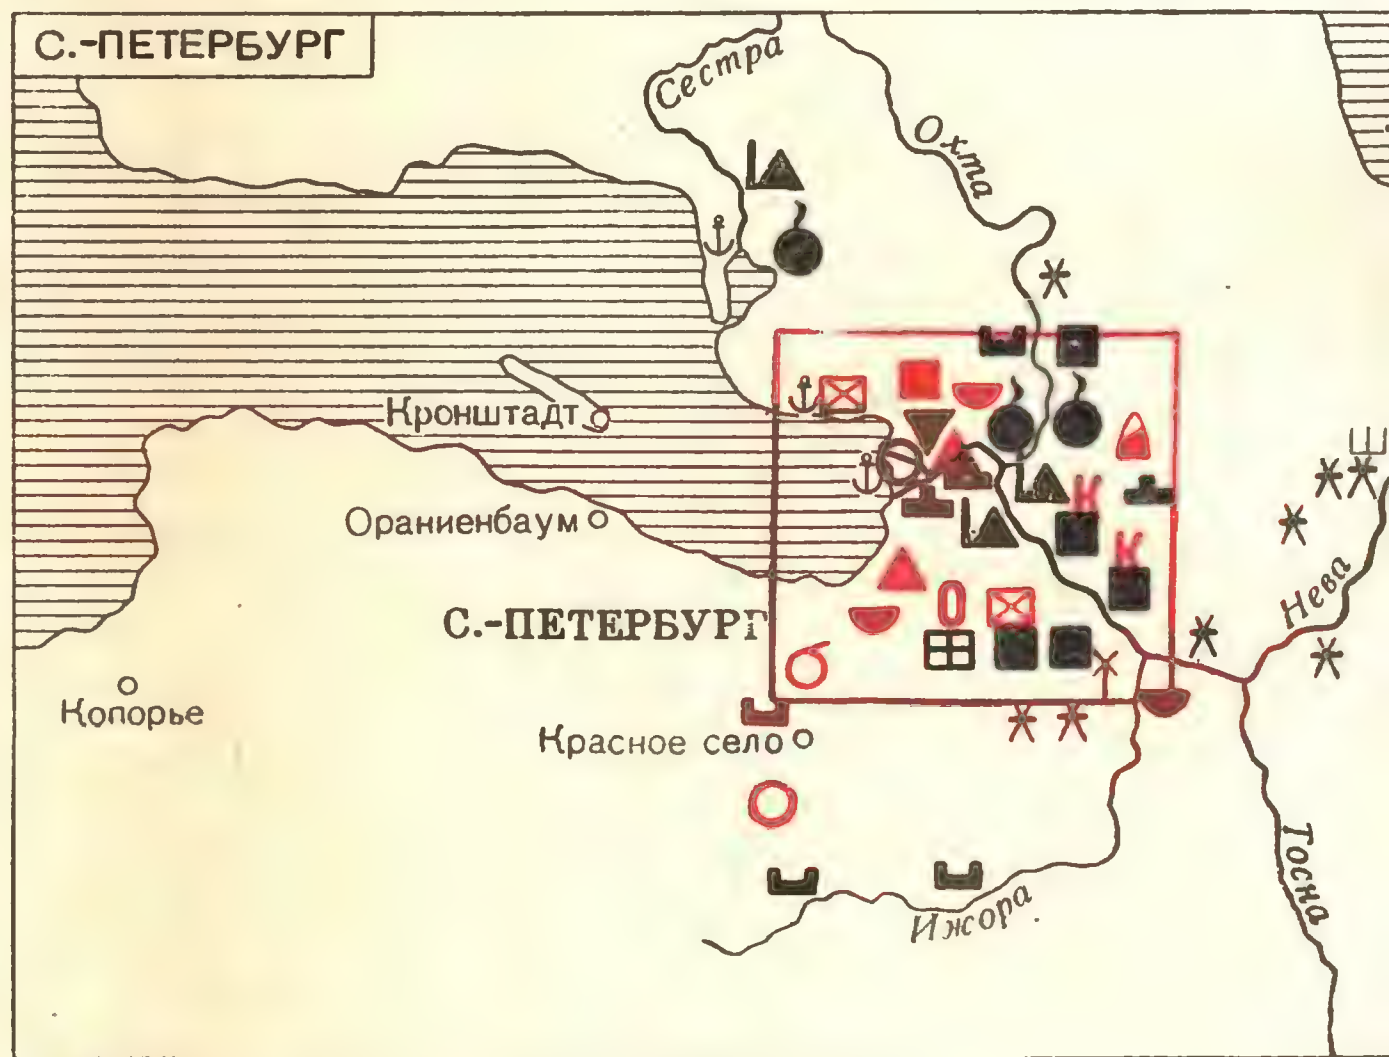 С.-ПЕТЕРБУРГ
Сестра
Охта
Кронштадт
Ш
Ораниенбаум
К
К
Нева
С.-ПЕТЕРБУРГ
Копорье
Красное село
Тосна
Ижора